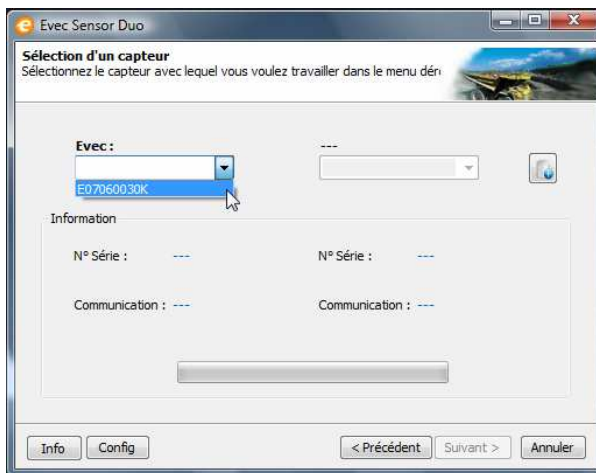 Evec Sensor Duo
Sélection d'un capteur
Sélectionnez le capteur avec lequel vous voulez travailler dans le menu déro
Evec :
---
E07060030K
Information
N° Série : ---
N° Série : ---
Communication : ---
Communication : ---
Info
Config
< Précédent
Suivant >
Annuler